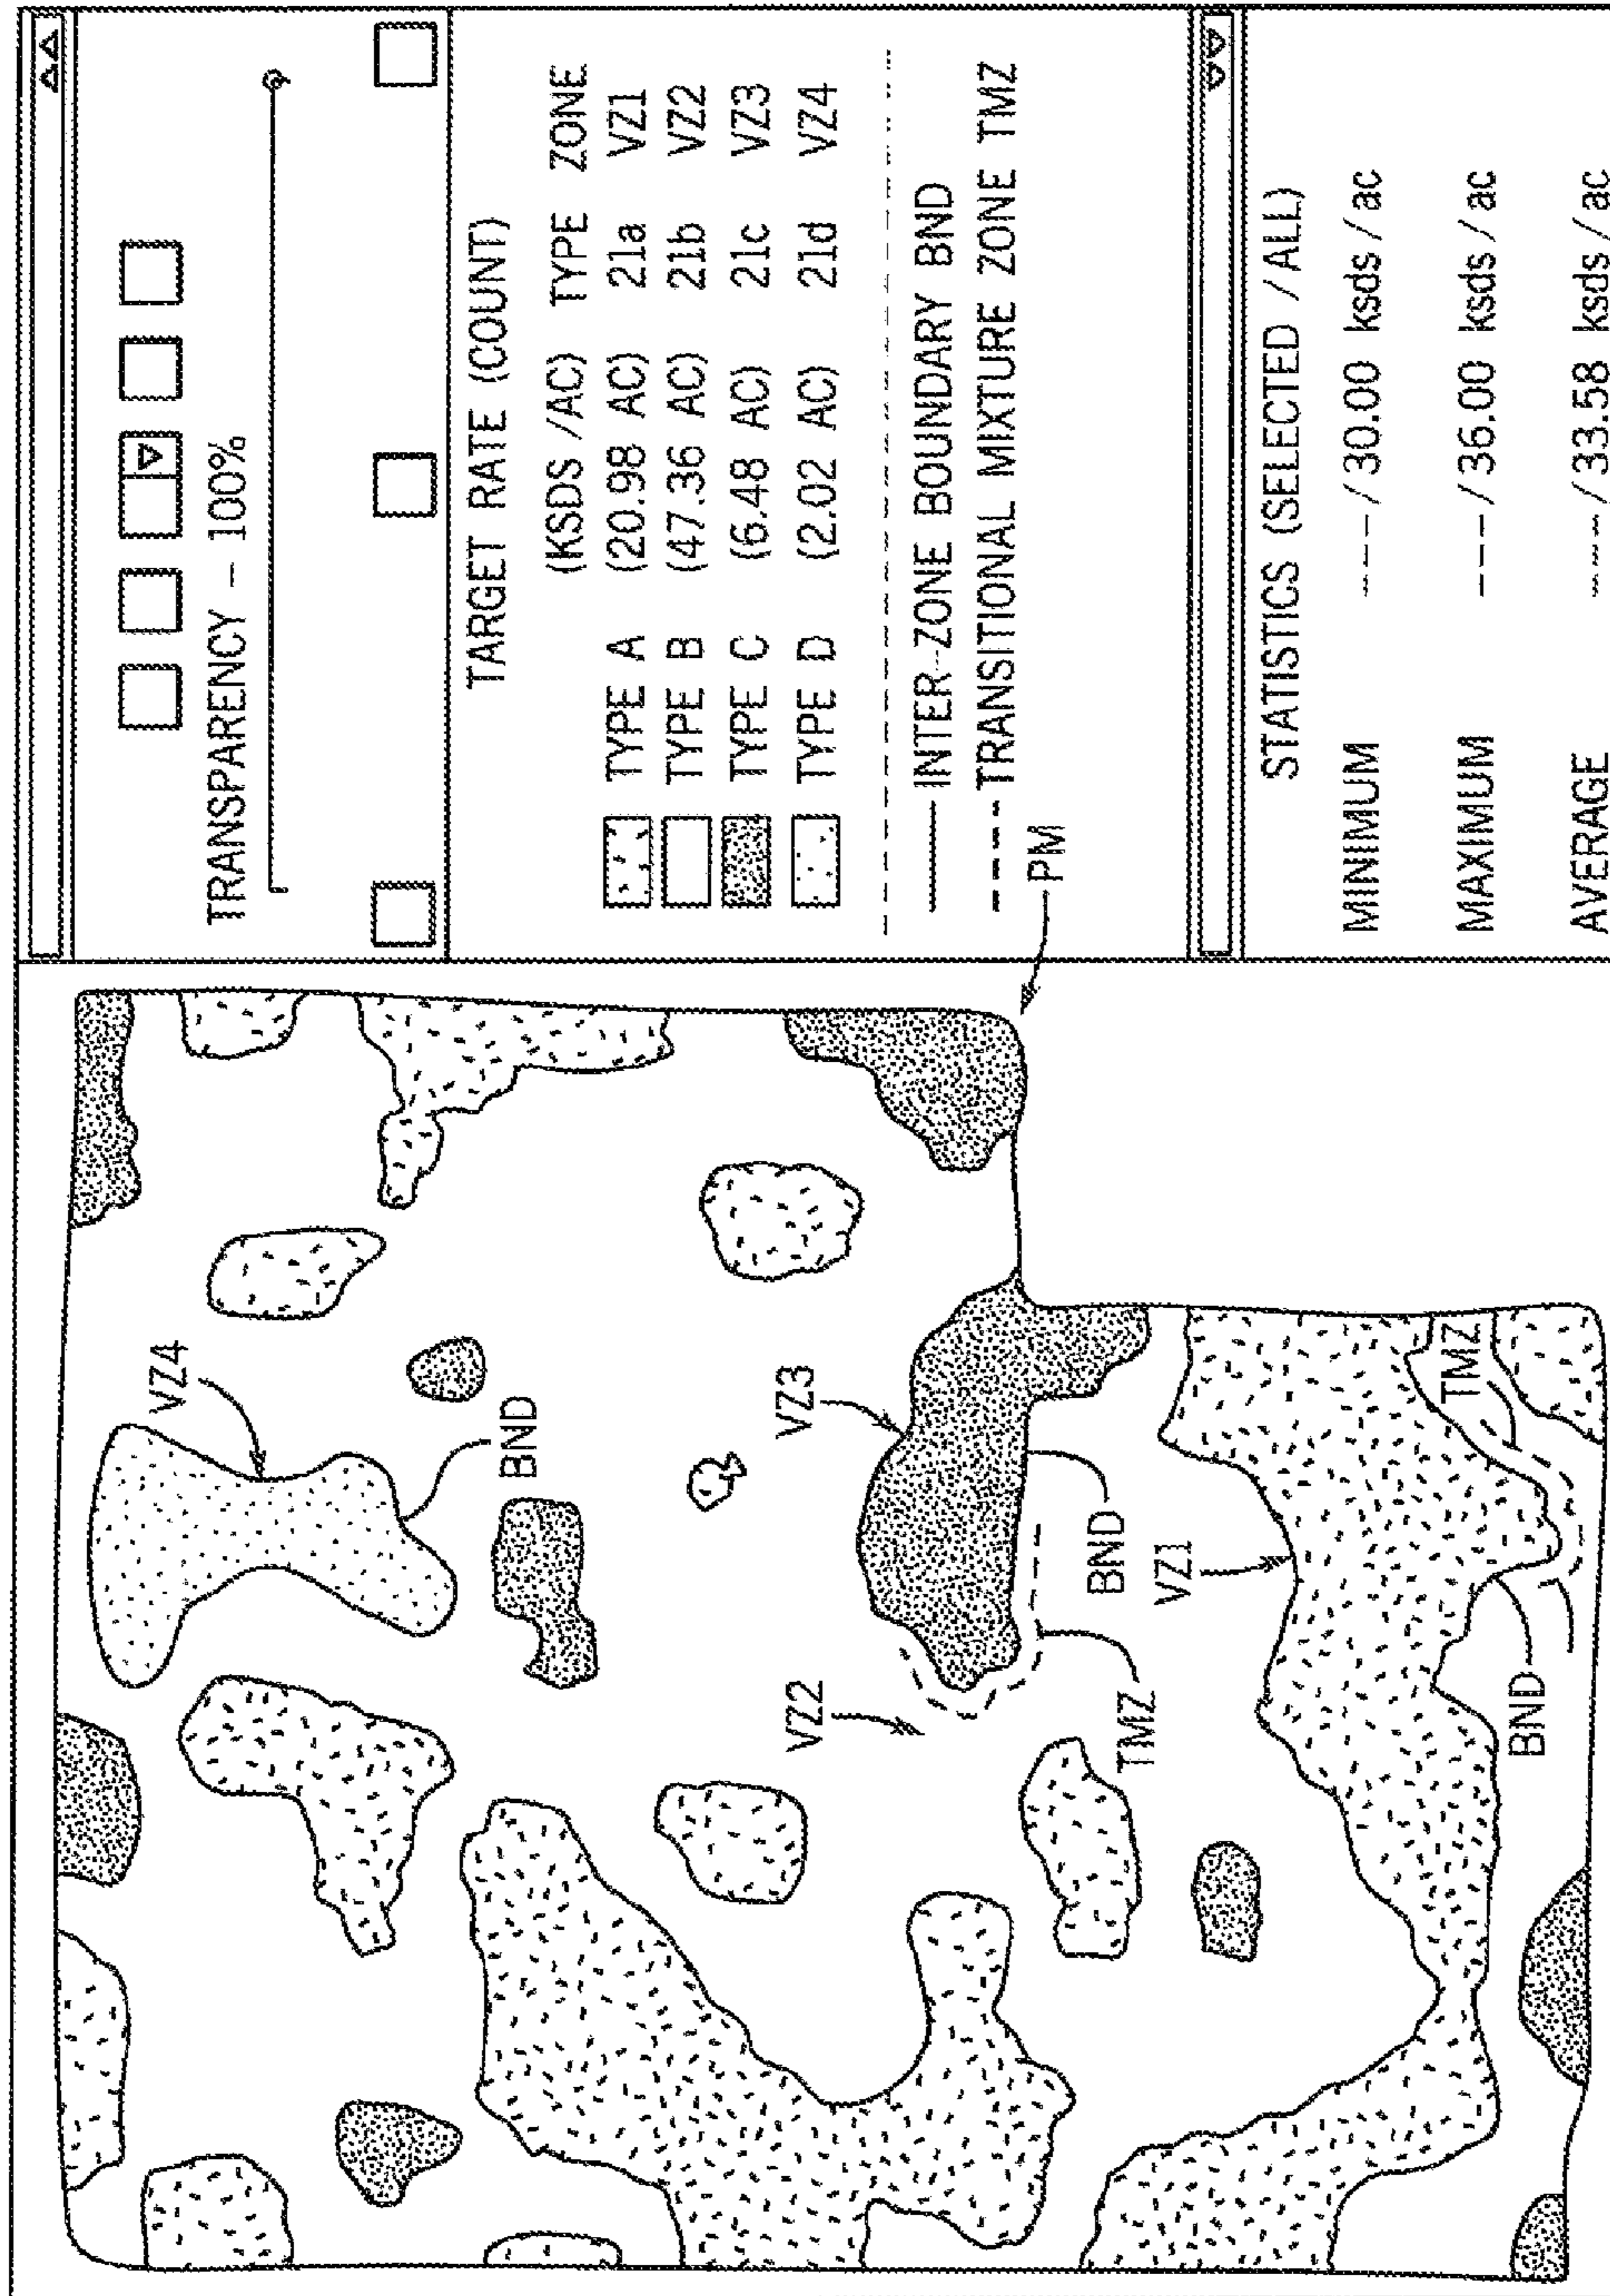 TRANSPARENCY - 100%
TARGET RATE (COUNT)
(KSDS /AC) TYPE ZONE
TYPE A (20.98 AC) 21a VZ1
TYPE B (47.36 AC) 21b VZ2
TYPE C (6.48 AC) 21c VZ3
TYPE D (2.02 AC) 21d VZ4
INTER-ZONE BOUNDARY BND
TRANSITIONAL MIXTURE ZONE TMZ
PM
STATISTICS (SELECTED /ALL)
MINIMUM ---/30.00 ksds/ac
MAXIMUM ---/36.00 ksds/ac
AVERAGE ---/33.58 ksds/ac
VZ4
BND
VZ2
VZ3
BND
TMZ
VZ1
TMZ
BND